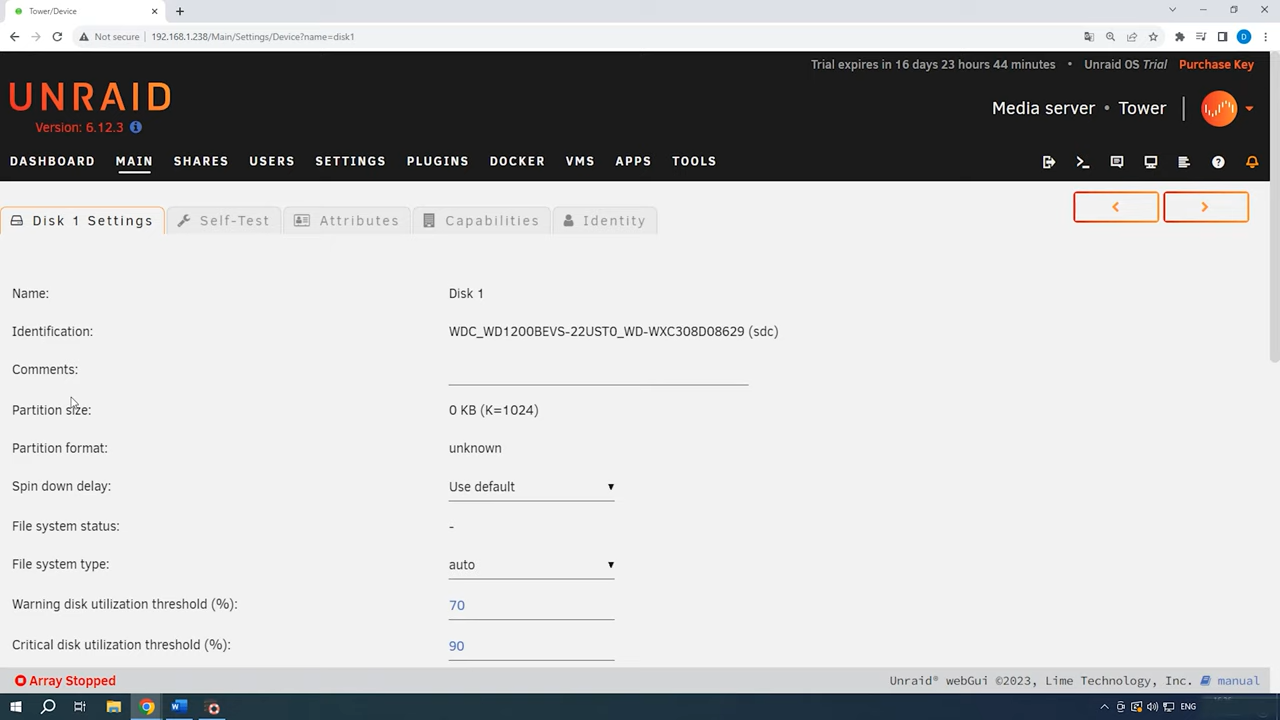 Tower/Device
Not secure 192.168.1.238/Main/Settings/Device?name=disk1
Trial expires in 16 days 23 hours 44 minutes • Unraid OS Trial Purchase Key
UNRAID
Version: 6.12.3
Media server • Tower
DASHBOARD MAIN SHARES USERS SETTINGS PLUGINS DOCKER VMS APPS TOOLS
Disk 1 Settings Self-Test Attributes Capabilities Identity
Name: Disk 1
Identification: WDC_WD1200BEVS-22UST0_WD-WXC308D08629 (sdc)
Comments:
Partition size: 0 KB (K=1024)
Partition format: unknown
Spin down delay: Use default
File system status: -
File system type: auto
Warning disk utilization threshold (%): 70
Critical disk utilization threshold (%): 90
Array Stopped
Unraid® webGui ©2023, Lime Technology, Inc. manual
ENG